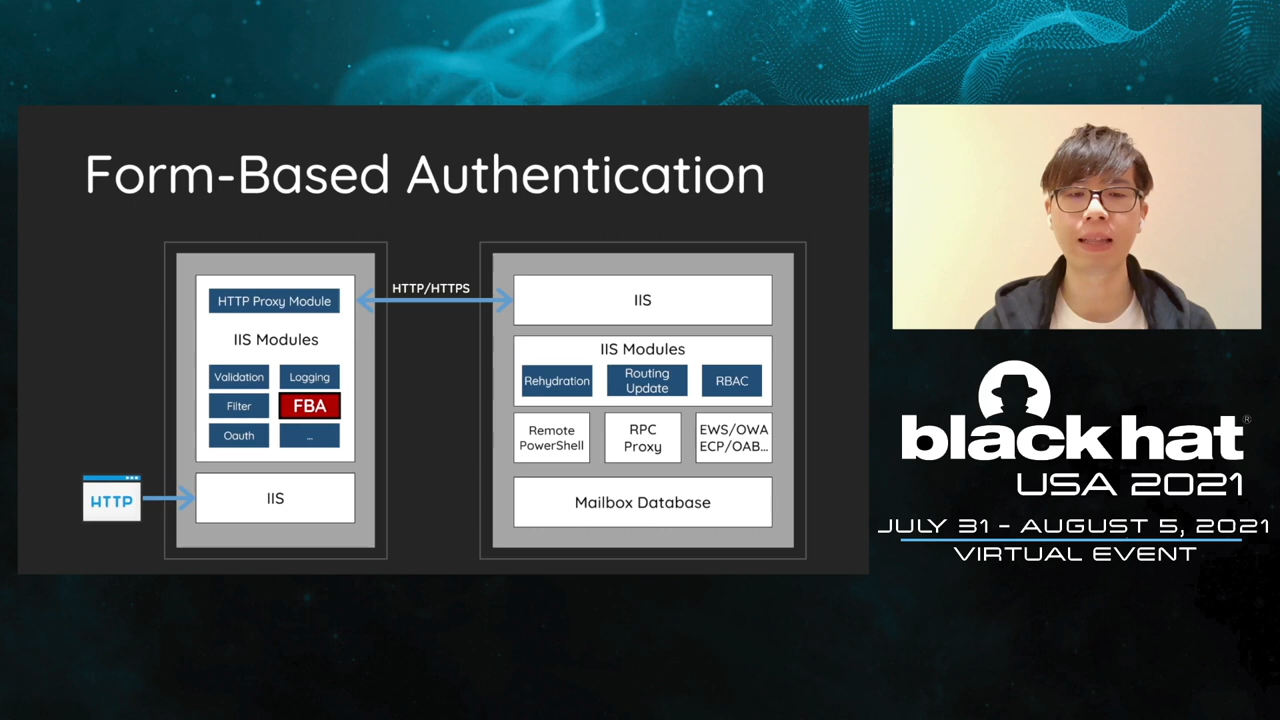 Form-Based Authentication
HTTP Proxy Module
IIS Modules
Validation
Logging
Filter
FBA
Oauth
...
IIS
HTTP
HTTP/HTTPS
IIS
IIS Modules
Rehydration
Routing
Update
RBAC
Remote
PowerShell
RPC
Proxy
EWS/OWA
ECP/OAB...
Mailbox Database
black hat®
USA 2021
JULY 31 - AUGUST 5, 2021
VIRTUAL EVENT